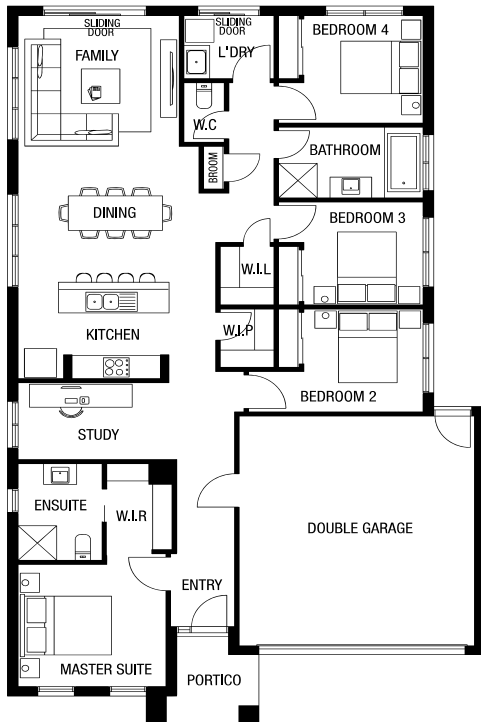 SLIDING
DOOR
FAMILY
SLIDING
DOOR
L'DRY
BEDROOM 4
W.C
BROOM
BATHROOM
DINING
BEDROOM 3
W.I.L
KITCHEN
W.I.P
BEDROOM 2
STUDY
ENSUITE
W.I.R
DOUBLE GARAGE
ENTRY
MASTER SUITE
PORTICO